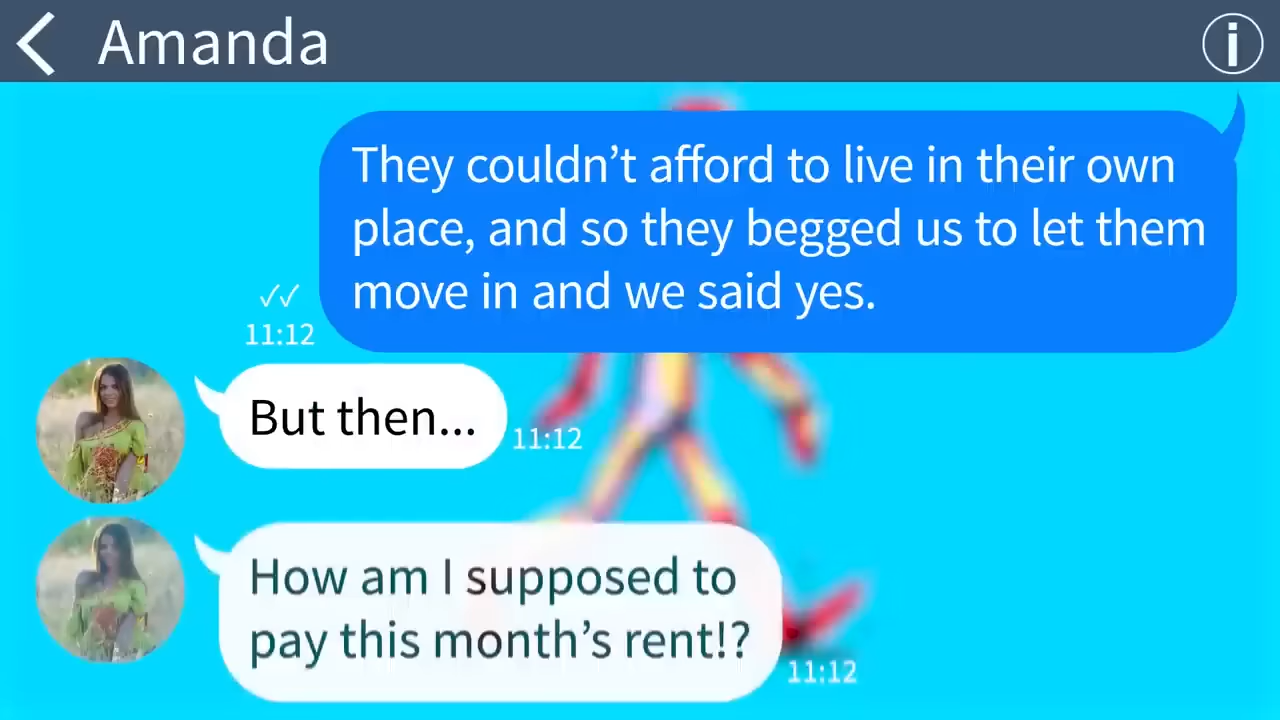 Amanda
They couldn’t afford to live in their own
place, and so they begged us to let them
move in and we said yes.
11:12
But then...
11:12
How am I supposed to
pay this month’s rent!?
11:12